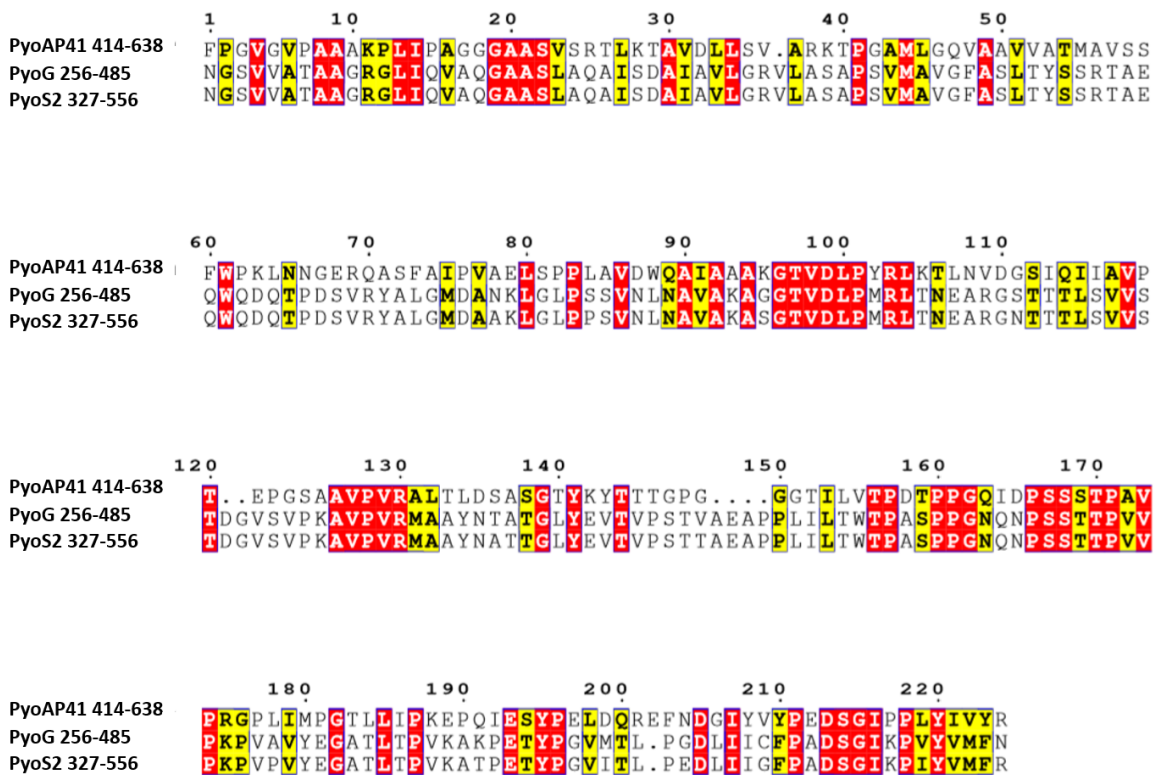 1 10 20 30 40 50
PyoAP41 414-638 FPGVGVPAAAKPLIPAGGGAASVSRTLKTAVDLLSV.ARKTPGAMLGQVAAVVATMAVSS
PyoG 256-485 NGSVVATAAGRGLIQVAQGAASLAQAISDAIAVLGRVLASAPSVMAVGFASLTYSSRTAE
PyoS2 327-556 NGSVVATAAGRGLIQVAQGAASLAQAISDAIAVLGRVLASAPSVMAVGFASLTYSSRTAE
60 70 80 90 100 110
PyoAP41 414-638 FWPKLNNGERQASFAIPVAELSPPLAVDWQAIAAAKGTVDLPYRLKTLNVDGSIQIIAVP
PyoG 256-485 QWQDQTPDSVRYALGMDANKLGLPSSVNLNAVAKAGGTVDLPMRLTNEARGSTTTLSVVS
PyoS2 327-556 QWQDQTPDSVRYALGMDAAKLGLPPSVNLNAVAKASGTVDLPMRLTNEARGNTTTLSVVS
120 130 140 150 160 170
PyoAP41 414-638 T..EPGSAAVPVRALTLDSASGTYKYTTTGPG....GGTILVTPDTPPGQIDPSSSTPAV
PyoG 256-485 TDGVSVPKAVPVRMAAYNTATGLYEVTVPSTVAEAPPLILTWTPASPPGNQNPSSTTPVV
PyoS2 327-556 TDGVSVPKAVPVRMAAYNATTGLYEVTVPSTTAEAPPLILTWTPASPPGNQNPSSTTPVV
180 190 200 210 220
PyoAP41 414-638 PRGPLIMPGTLLIPKEPQIESYPELDQREFNDGIYVYPEDSGIPPLYIVYR
PyoG 256-485 PKPVAVYEGATLTPVKAKPETYPGVMTL.PGDLIICFPADSGIKPVYVMFN
PyoS2 327-556 PKPVPVYEGATLTPVKATPETYPGVITL.PEDLIIGFPADSGIKPIYVMFN